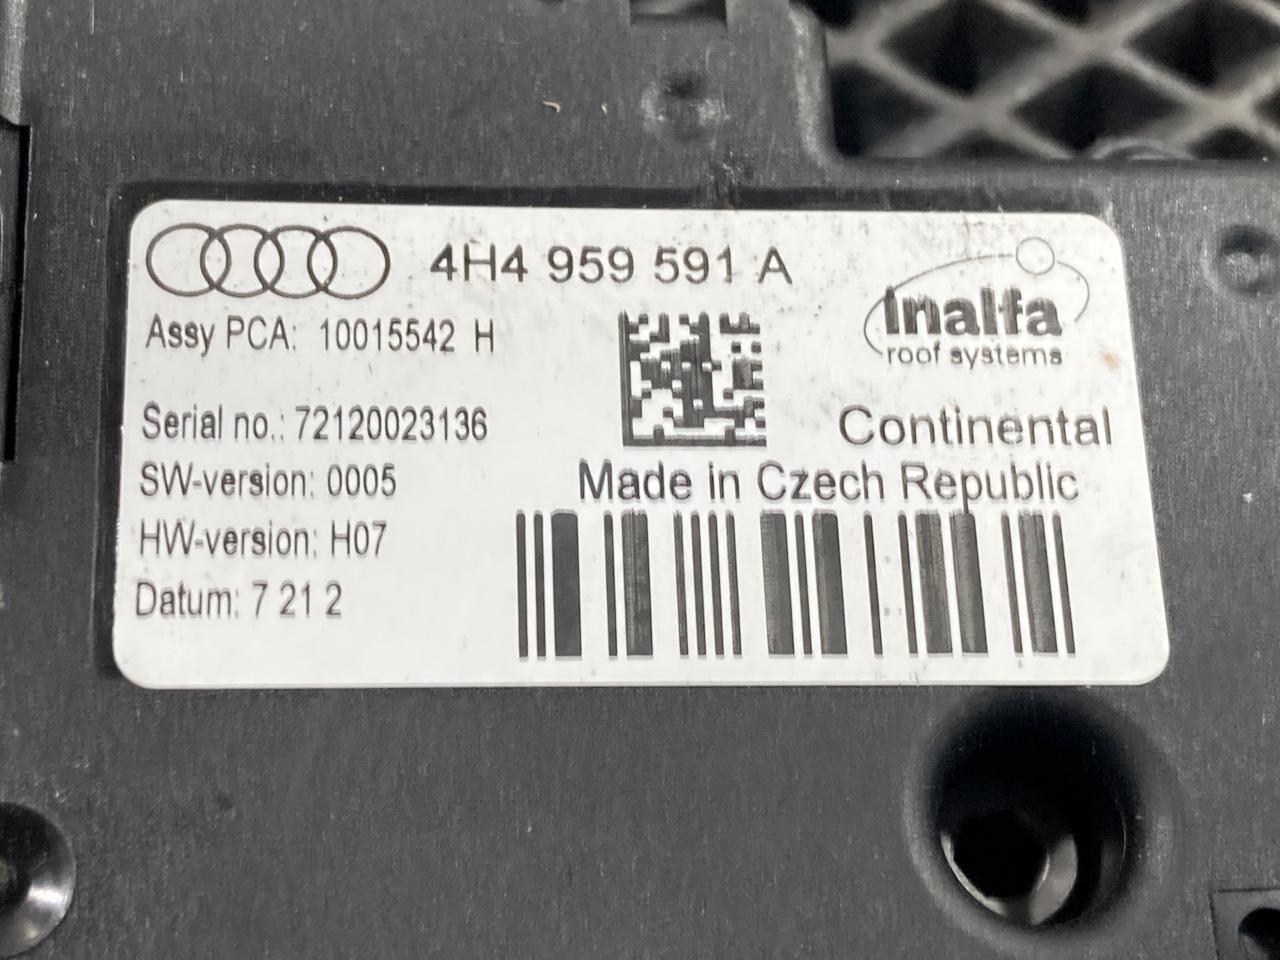 4H4 959 591 A
Assy PCA: 10015542 H
inalfa
roof systems
Serial no.: 72120023136
Continental
SW-version: 0005
Made in Czech Republic
HW-version: H07
Datum: 7 21 2